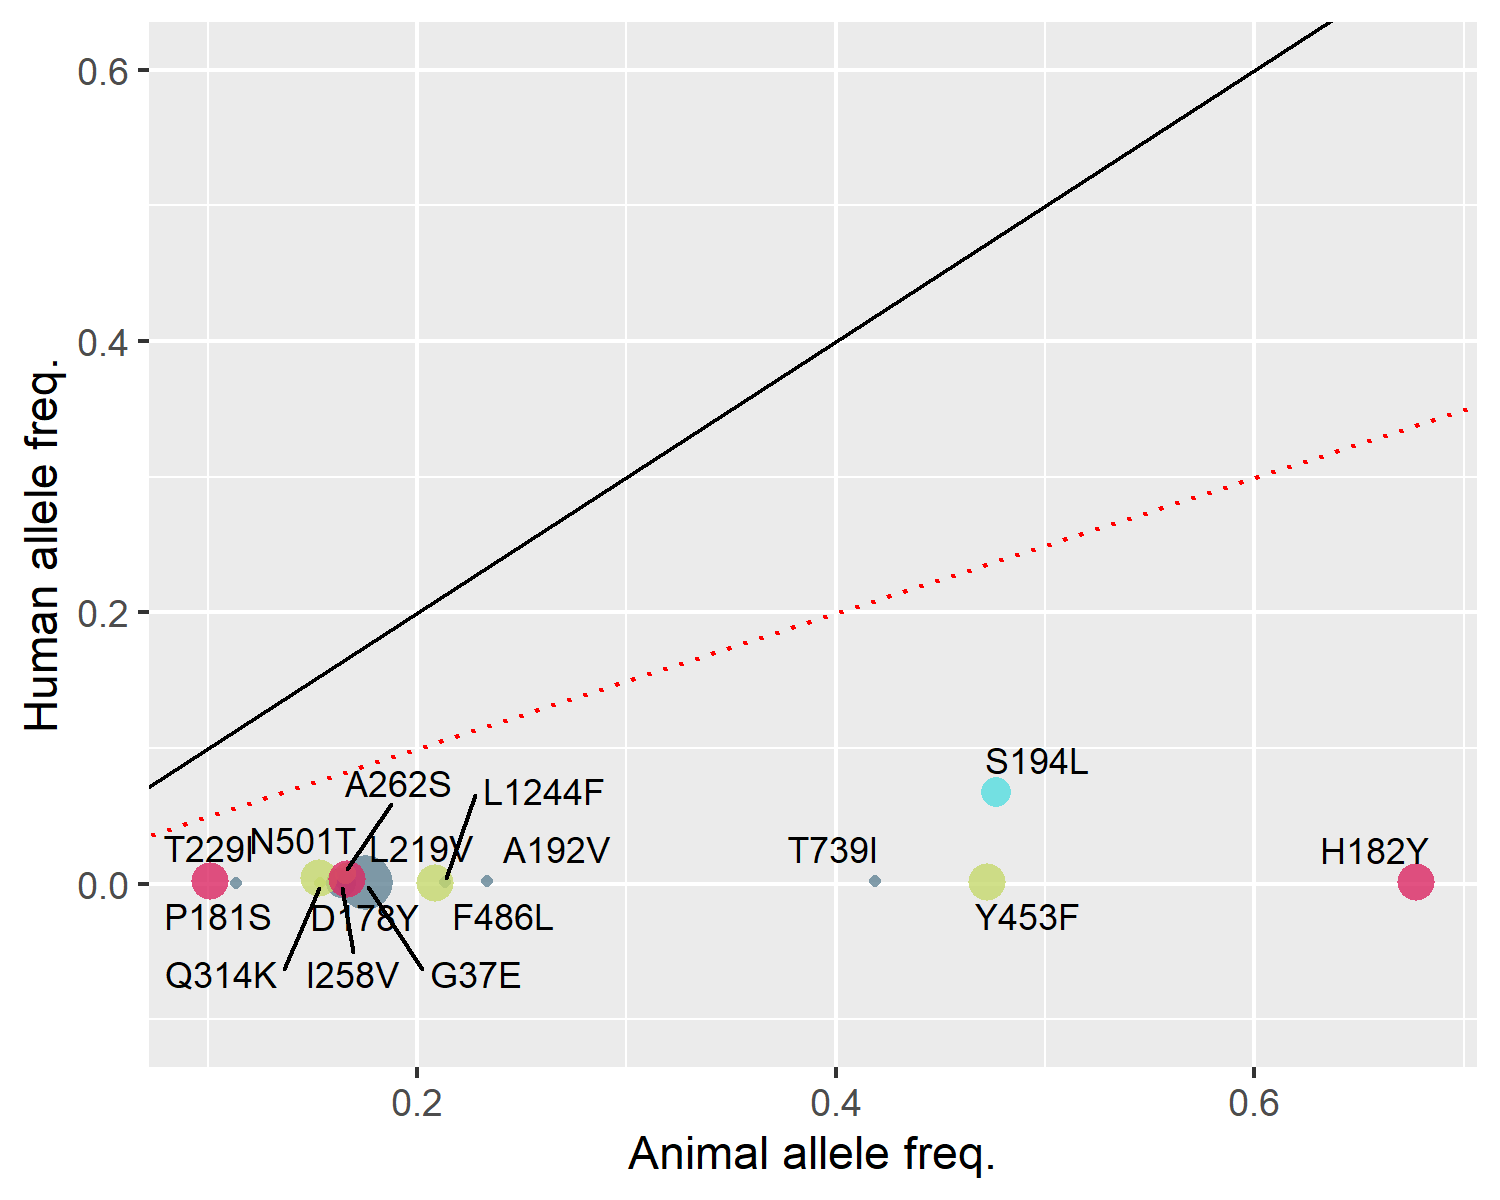 0.6
0.4
0.2
0.0
Human allele freq.
S194L
A262S
L1244F
T229I
N501T
L219V
A192V
T739I
H182Y
P181S
D178Y
F486L
Y453F
Q314K
I258V
G37E
0.2
0.4
0.6
Animal allele freq.